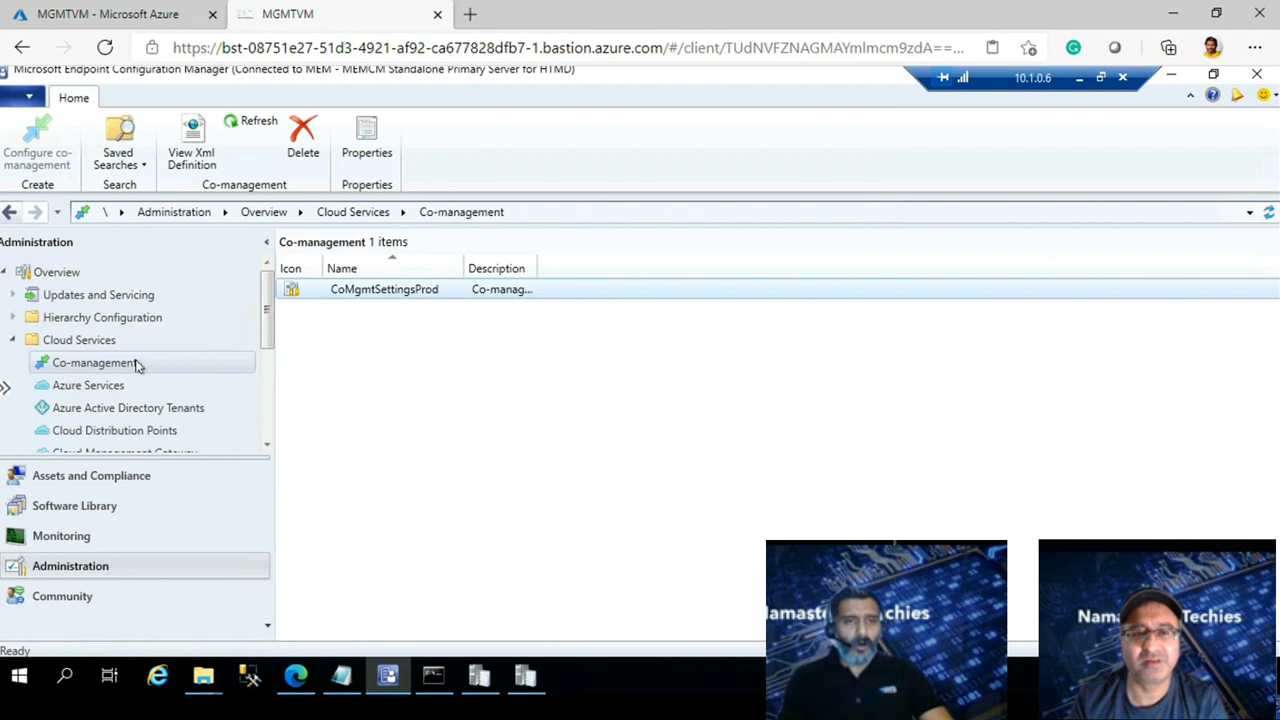 MGMTVM - Microsoft Azure
MGMTVM
https://bst-08751e27-51d3-4921-af92-ca677828dfb7-1.bastion.azure.com/#/client/TUdNVFZNAGMAYmlmcm9zdA==...
Microsoft Endpoint Configuration Manager (Connected to MEM - MEMCM Standalone Primary Server for HTMD)
10.1.0.6
Home
Configure co-
management
Saved
Searches
View Xml
Definition
Refresh
Delete
Properties
Create
Search
Co-management
Properties
\ Administration Overview Cloud Services Co-management
Administration
Overview
Updates and Servicing
Hierarchy Configuration
Cloud Services
Co-management
Azure Services
Azure Active Directory Tenants
Cloud Distribution Points
Cloud Management Gateway
Assets and Compliance
Software Library
Monitoring
Administration
Community
Co-management 1 items
Icon Name Description
CoMgmtSettingsProd Co-manag...
Ready
Namaste Techies
Nama Techies